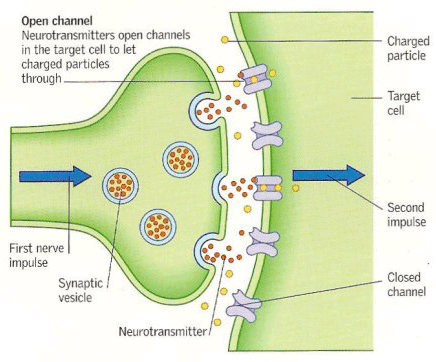 Open channel
Neurotransmitters open channels
in the target cell to let
charged particles
through
Charged
particle
Target
cell
Second
impulse
Closed
channel
First nerve
impulse
Synaptic
vesicle
Neurotransmitter